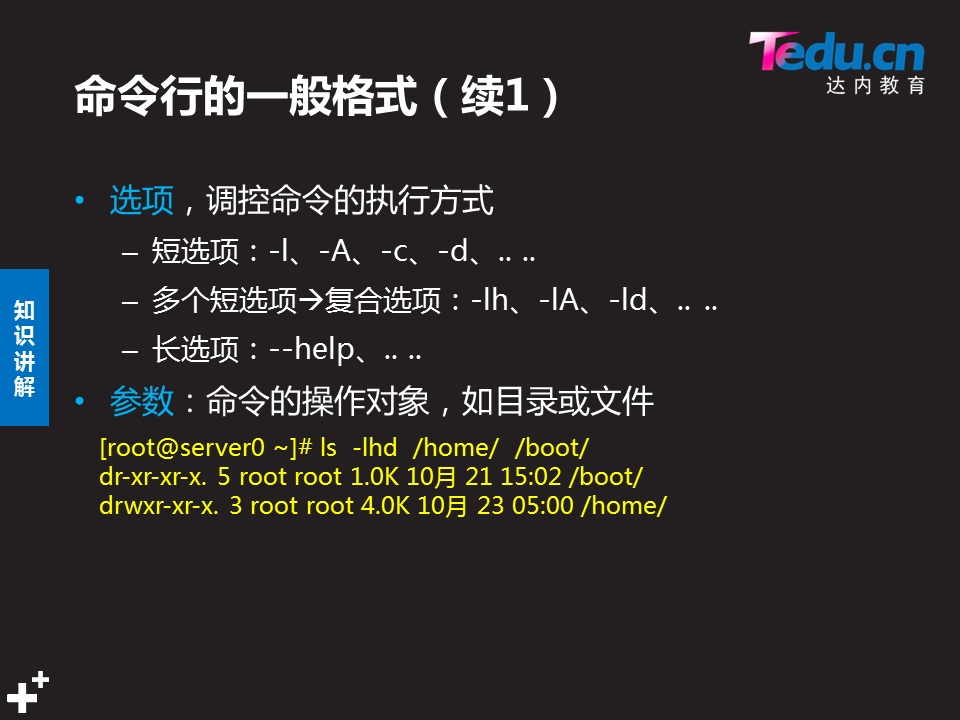 Tedu.cn
达内教育
命令行的一般格式（续1）
• 选项，调控命令的执行方式
– 短选项：-l、-A、-c、-d、.. ..
– 多个短选项→复合选项：-lh、-lA、-ld、.. ..
– 长选项：--help、.. ..
• 参数：命令的操作对象，如目录或文件
[root@server0 ~]# ls -lhd /home/ /boot/
dr-xr-xr-x. 5 root root 1.0K 10月 21 15:02 /boot/
drwxr-xr-x. 3 root root 4.0K 10月 23 05:00 /home/
知识讲解